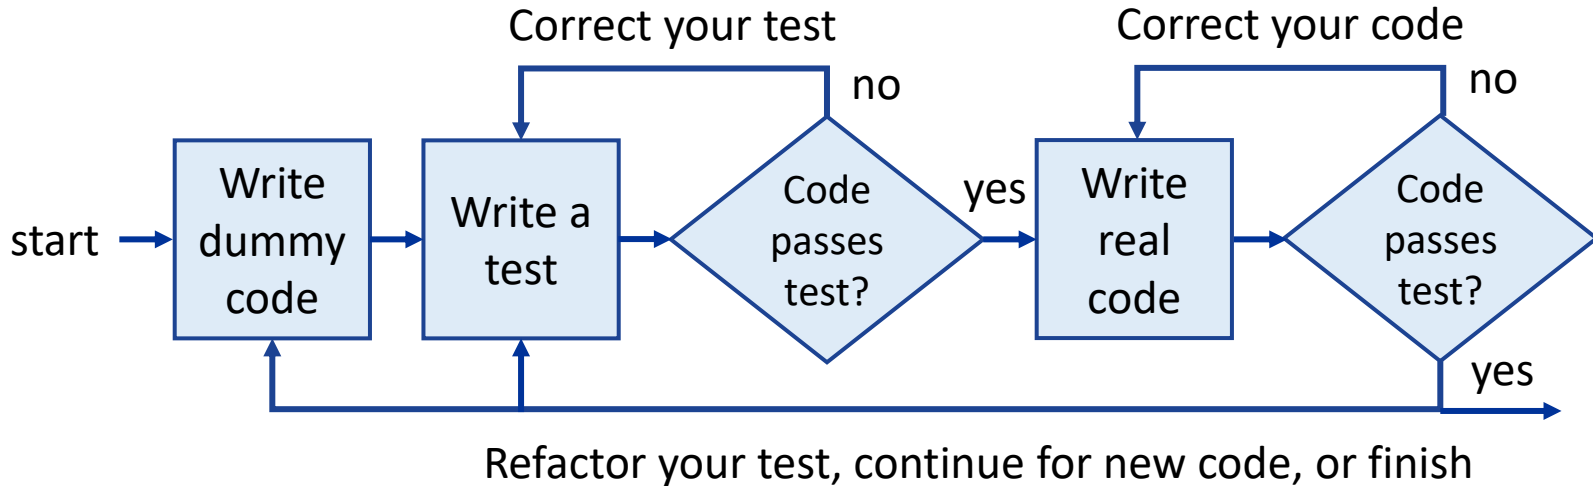 Correct your test
Correct your code
no
no
start
Write
dummy
code
Write a
test
Code
passes
test?
yes
Write
real
code
Code
passes
test?
yes
Refactor your test, continue for new code, or finish